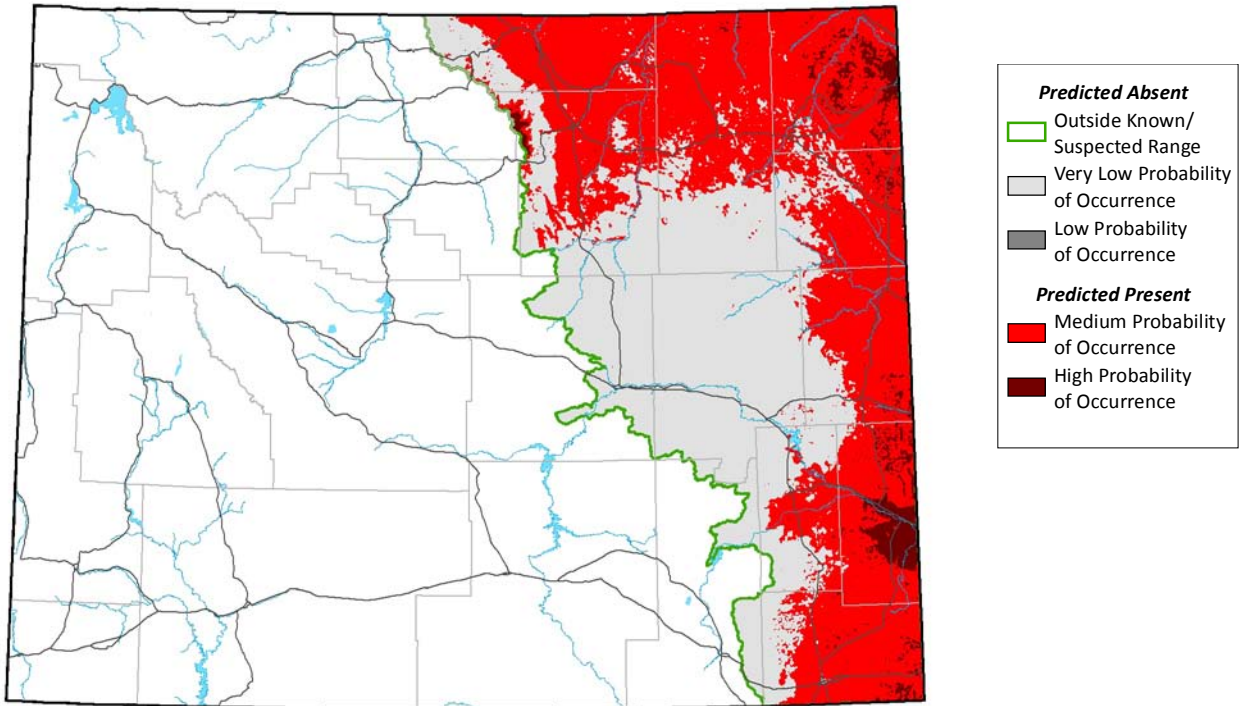 Predicted Absent
Outside Known/
Suspected Range
Very Low Probability
of Occurrence
Low Probability
of Occurrence
Predicted Present
Medium Probability
of Occurrence
High Probability
of Occurrence